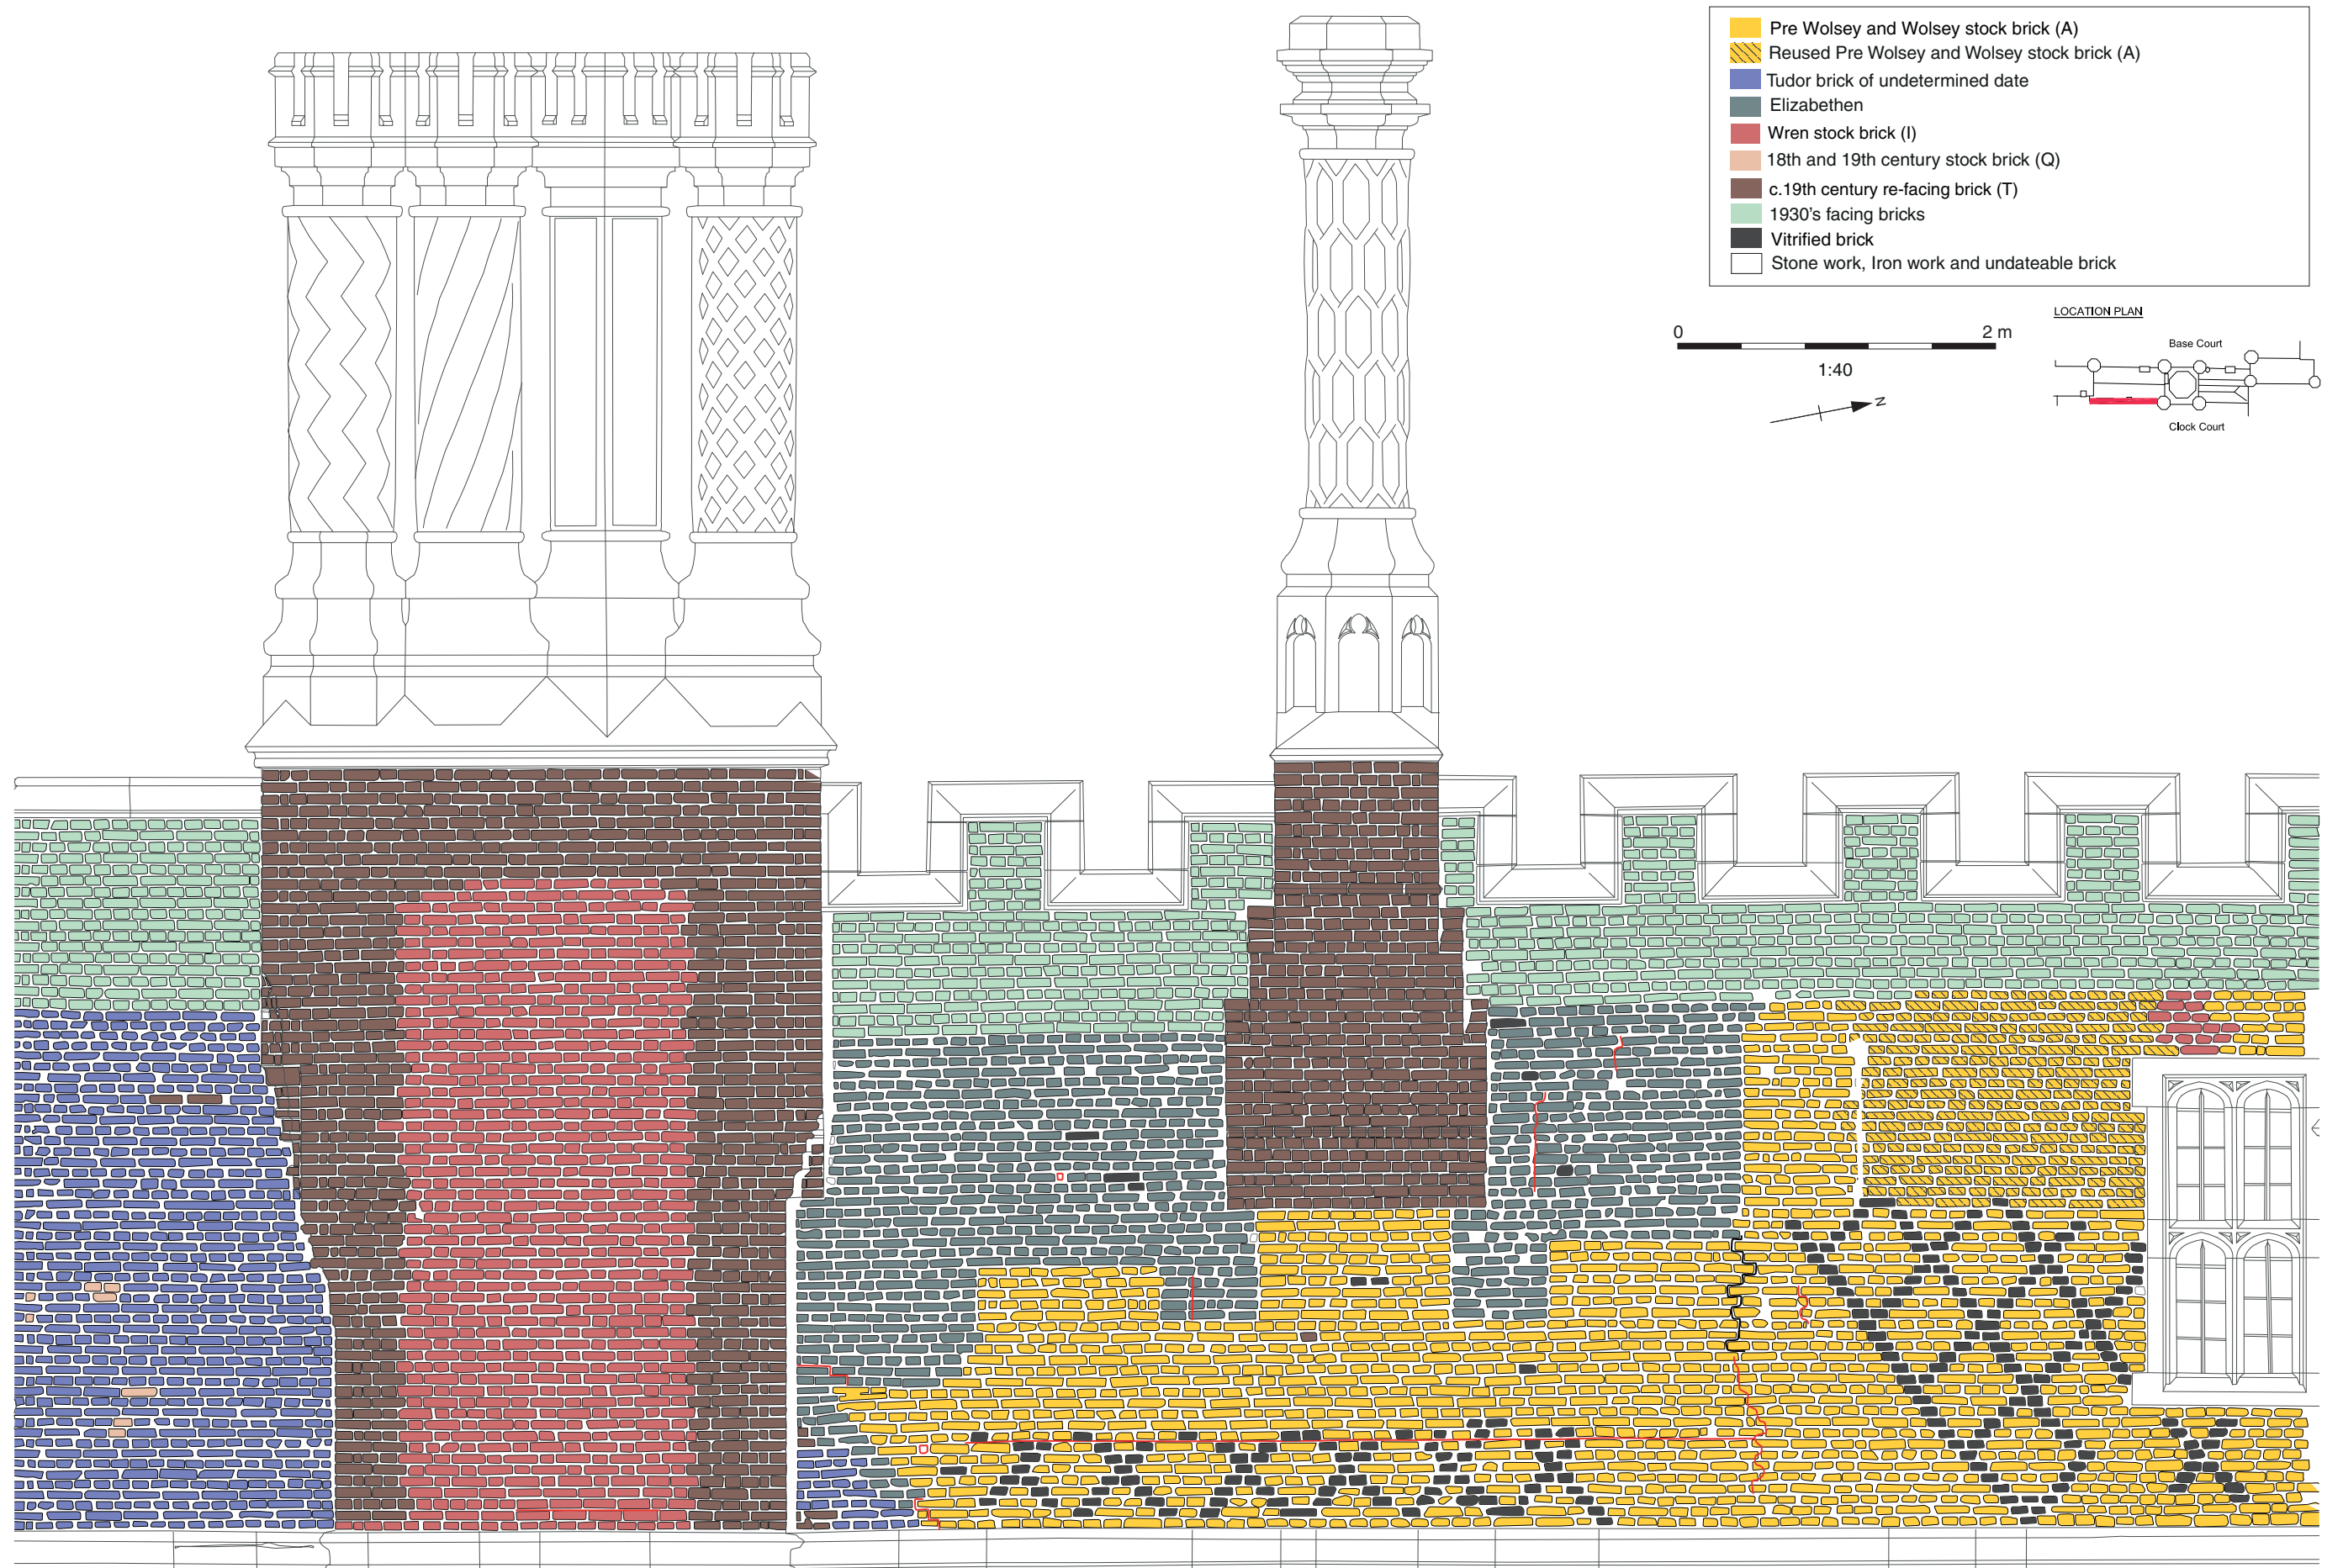 Pre Wolsey and Wolsey stock brick (A)
Reused Pre Wolsey and Wolsey stock brick (A)
Tudor brick of undetermined date
Elizabethen
Wren stock brick (I)
18th and 19th century stock brick (Q)
c.19th century re-facing brick (T)
1930's facing bricks
Vitrified brick
Stone work, Iron work and undateable brick
0 2 m
1:40
N
LOCATION PLAN
Base Court
Clock Court